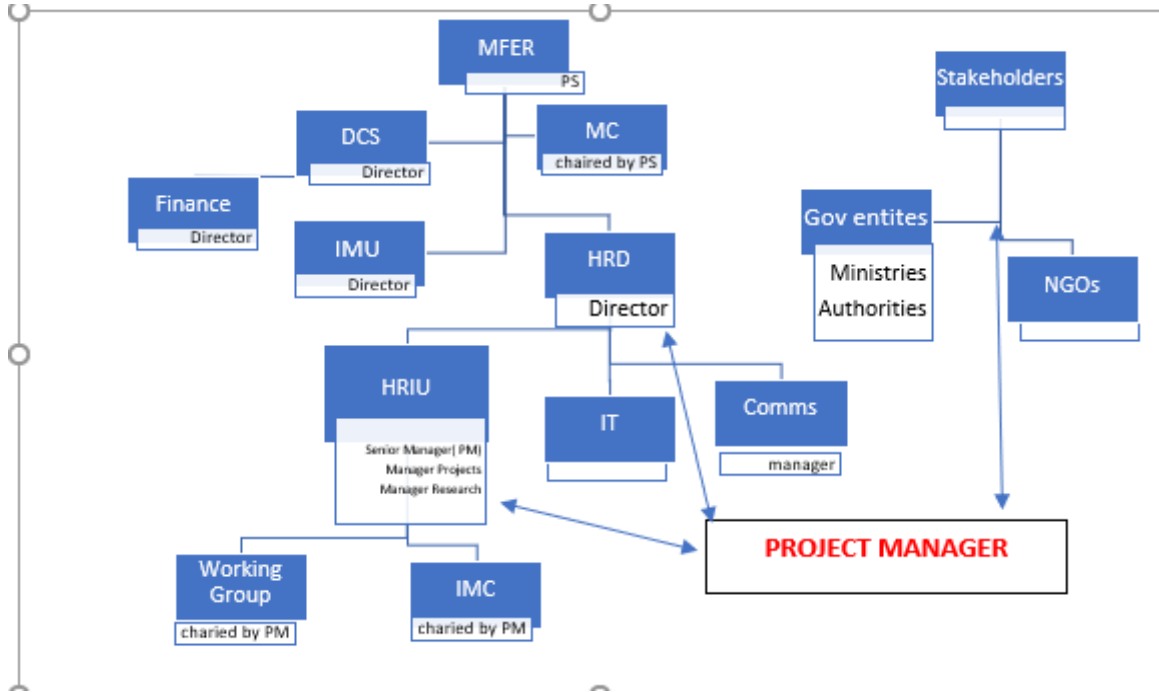 MFER
PS
Stakeholders
DCS
Director
MC
chaired by PS
Finance
Director
Gov entites
Ministries
Authorities
IMU
Director
HRD
Director
NGOs
HRIU
Senior Manager( PM)
Manager Projects
Manager Research
IT
Comms
manager
PROJECT MANAGER
Working
Group
charied by PM
IMC
charied by PM